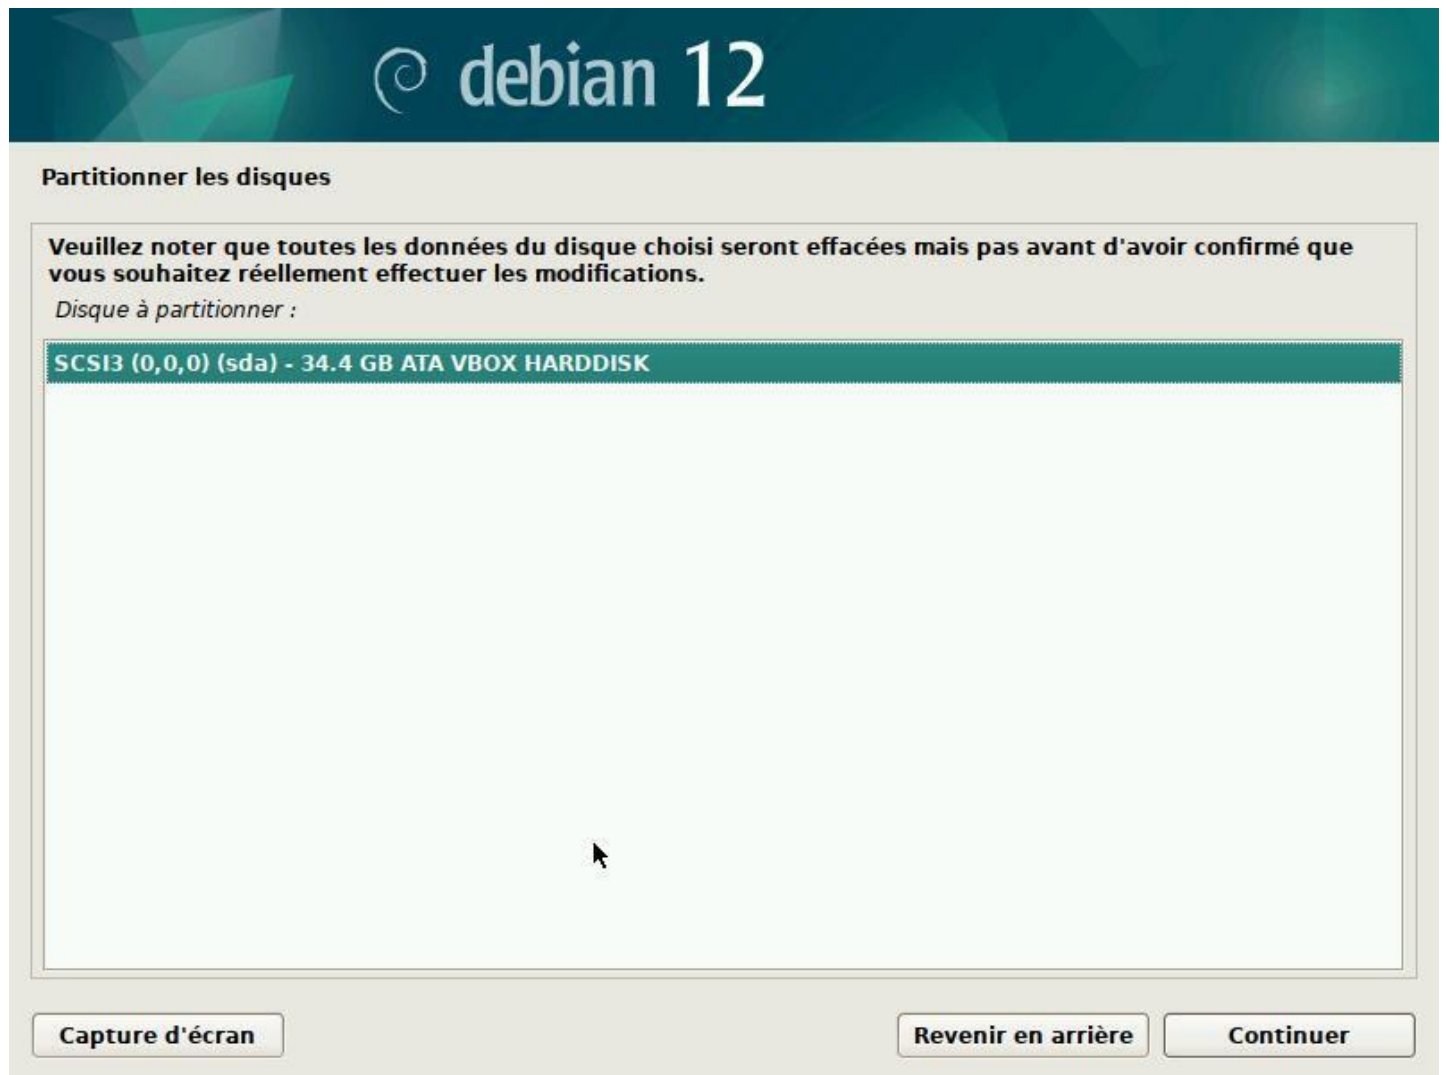 debian 12
Partitionner les disques
Veuillez noter que toutes les données du disque choisi seront effacées mais pas avant d'avoir confirmé que
vous souhaitez réellement effectuer les modifications.
Disque à partitionner :
SCSI3 (0,0,0) (sda) - 34.4 GB ATA VBOX HARDDISK
Capture d'écran
Revenir en arrière
Continuer